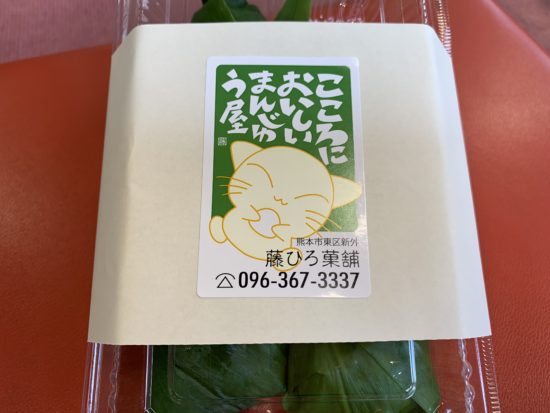 こころに
おいしい
まんじゅ
う屋
熊本市東区新外
藤ひろ菓舗
096-367-3337